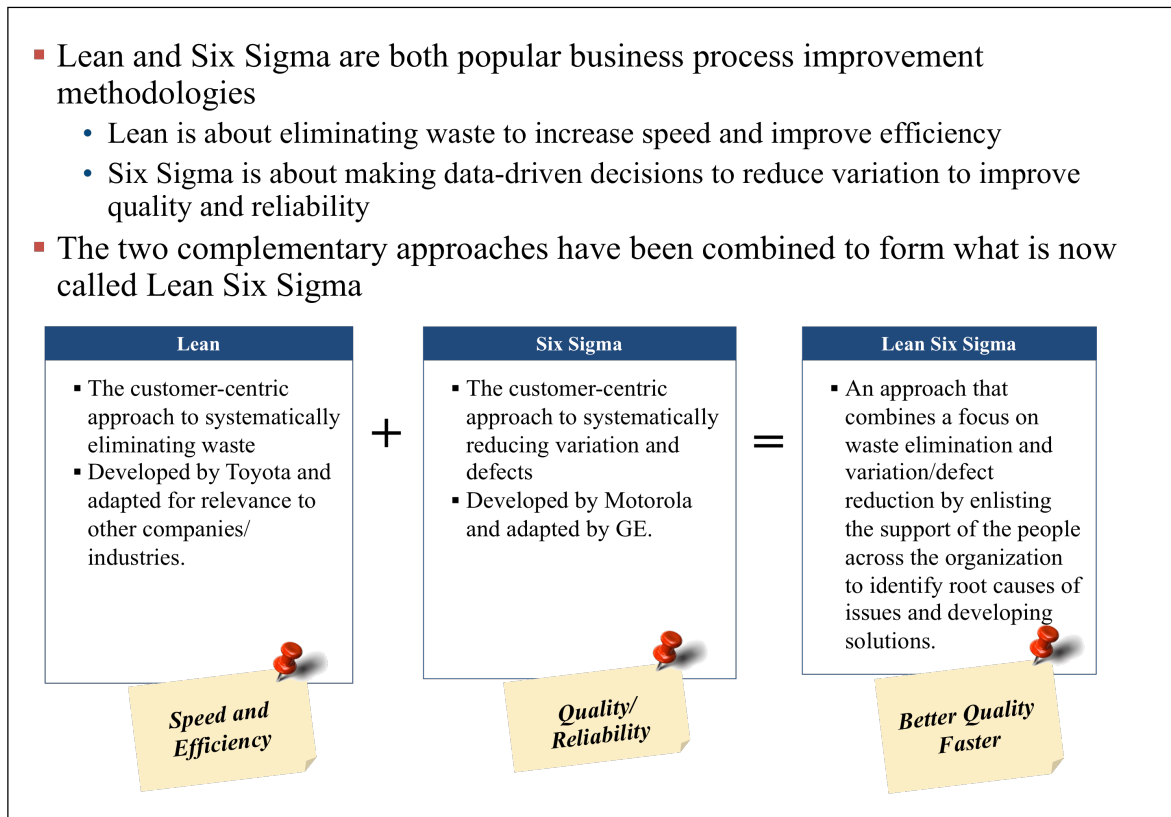 ▪ Lean and Six Sigma are both popular business process improvement
methodologies
• Lean is about eliminating waste to increase speed and improve efficiency
• Six Sigma is about making data-driven decisions to reduce variation to improve
quality and reliability
▪ The two complementary approaches have been combined to form what is now
called Lean Six Sigma
Lean
▪ The customer-centric
approach to systematically
eliminating waste
▪ Developed by Toyota and
adapted for relevance to
other companies/
industries.
Speed and
Efficiency
+
Six Sigma
▪ The customer-centric
approach to systematically
reducing variation and
defects
▪ Developed by Motorola
and adapted by GE.
Quality/
Reliability
=
Lean Six Sigma
▪ An approach that
combines a focus on
waste elimination and
variation/defect
reduction by enlisting
the support of the people
across the organization
to identify root causes of
issues and developing
solutions.
Better Quality
Faster